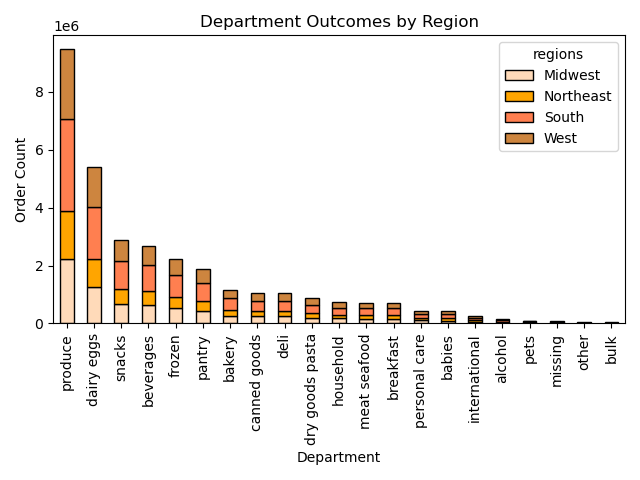 Department Outcomes by Region
1e6
regions
Midwest
Northeast
South
West
8
6
4
2
0
Order Count
produce
dairy eggs
snacks
beverages
frozen
pantry
bakery
canned goods
deli
dry goods pasta
household
meat seafood
breakfast
personal care
babies
international
alcohol
pets
missing
other
bulk
Department